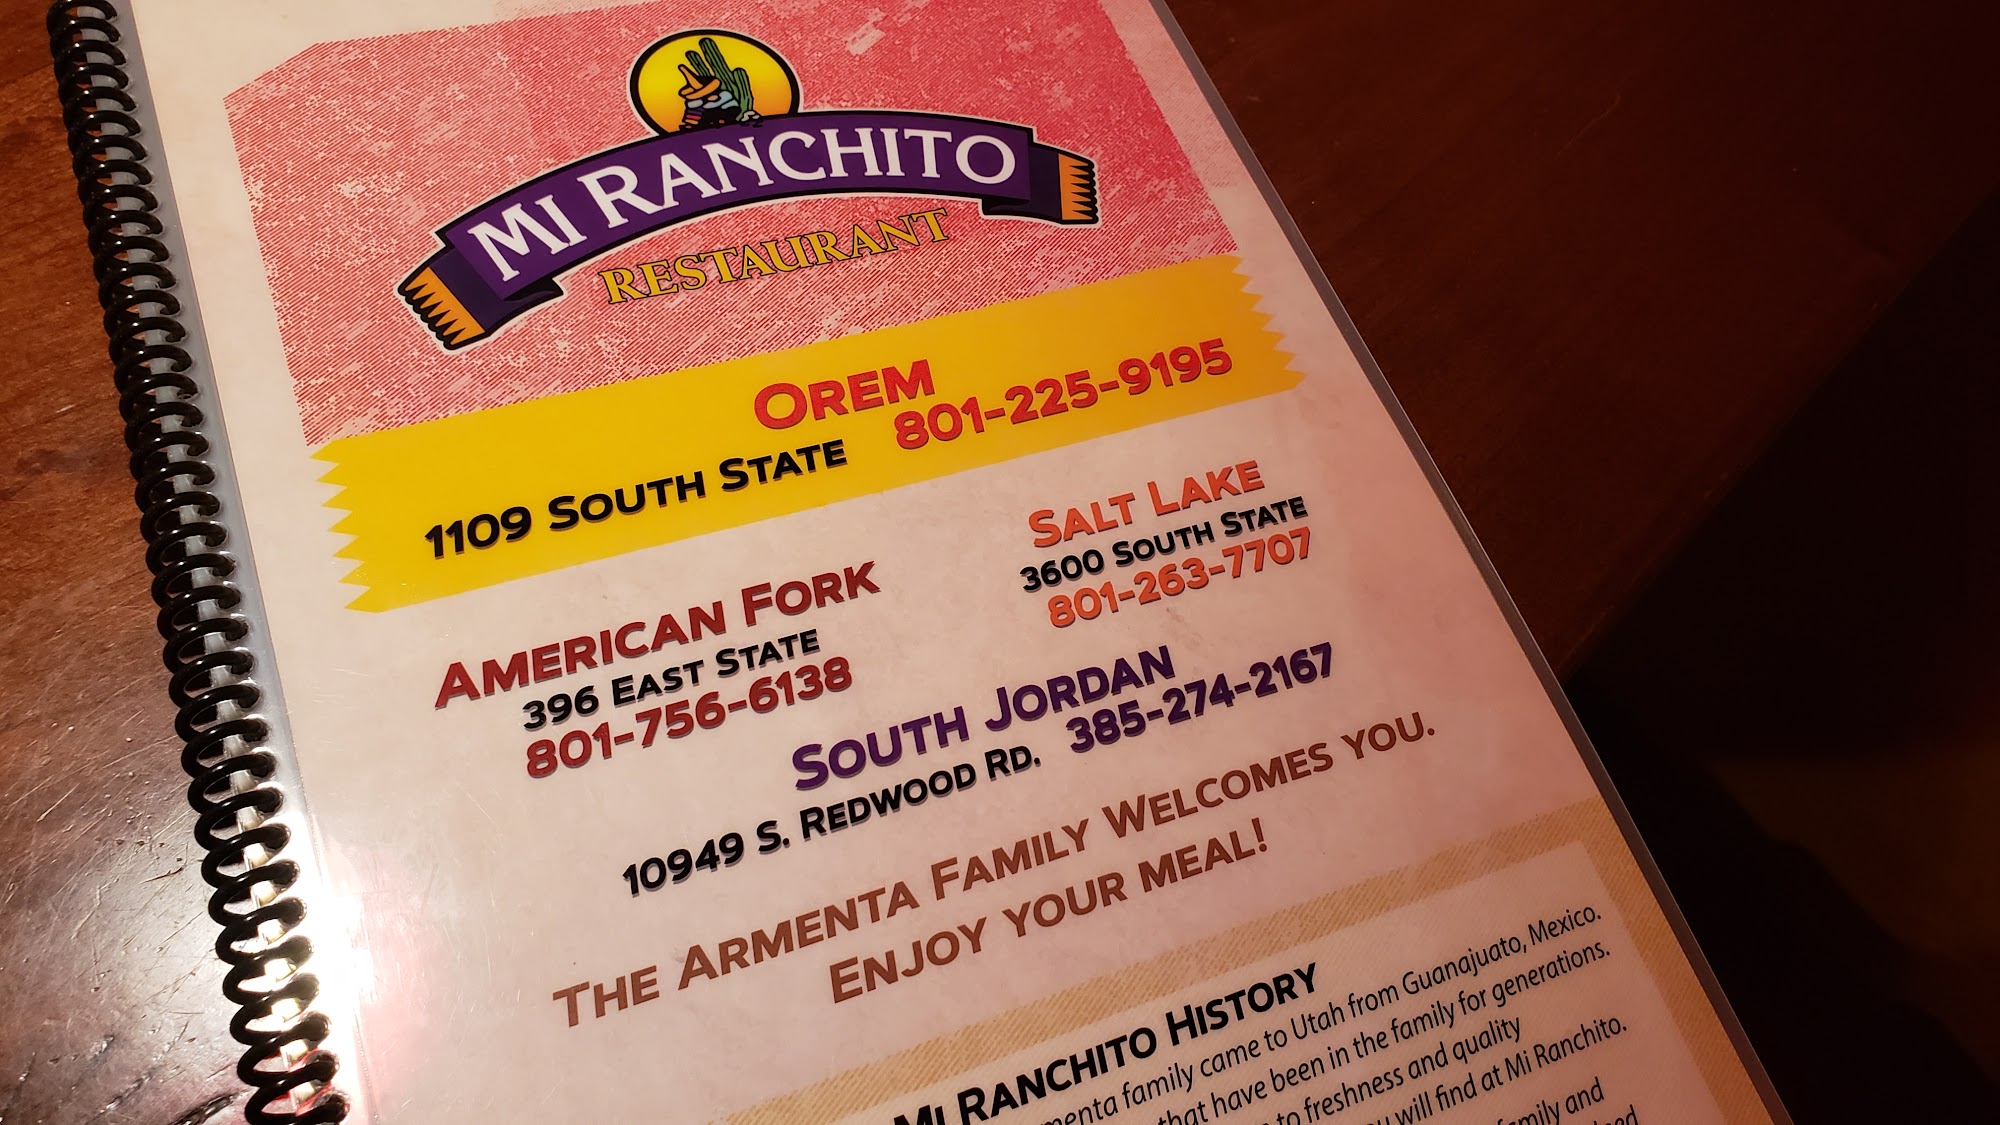 Mi Ranchito
Restaurant
Orem
1109 South State 801-225-9195
American Fork
396 East State
801-756-6138
Salt Lake
3600 South State
801-263-7707
South Jordan
10949 S. Redwood Rd. 385-274-2167
The Armenta Family Welcomes you.
Enjoy your meal!
Mi Ranchito History
family came to Utah from Guanajuato, Mexico.
that have been in the family for generations.
to freshness and quality
will find at Mi Ranchito.
family and